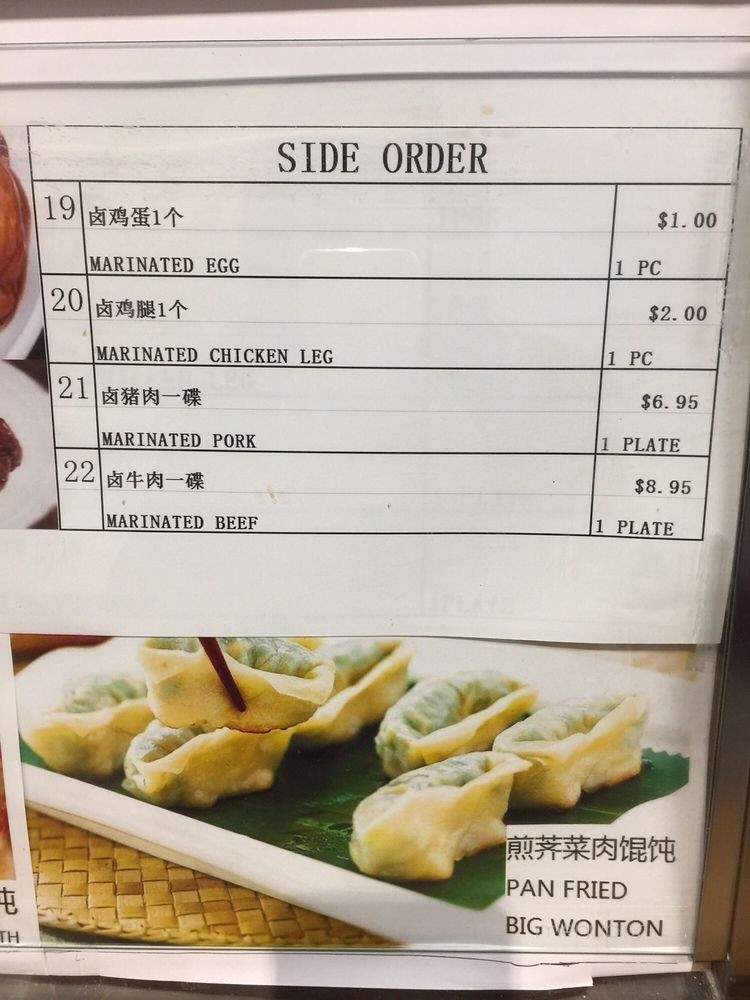 SIDE ORDER
19 卤鸡蛋1个 $1.00
MARINATED EGG 1 PC
20 卤鸡腿1个 $2.00
MARINATED CHICKEN LEG 1 PC
21 卤猪肉一碟 $6.95
MARINATED PORK 1 PLATE
22 卤牛肉一碟 $8.95
MARINATED BEEF 1 PLATE
煎荠菜肉馄饨
PAN FRIED
BIG WONTON
饨
TH